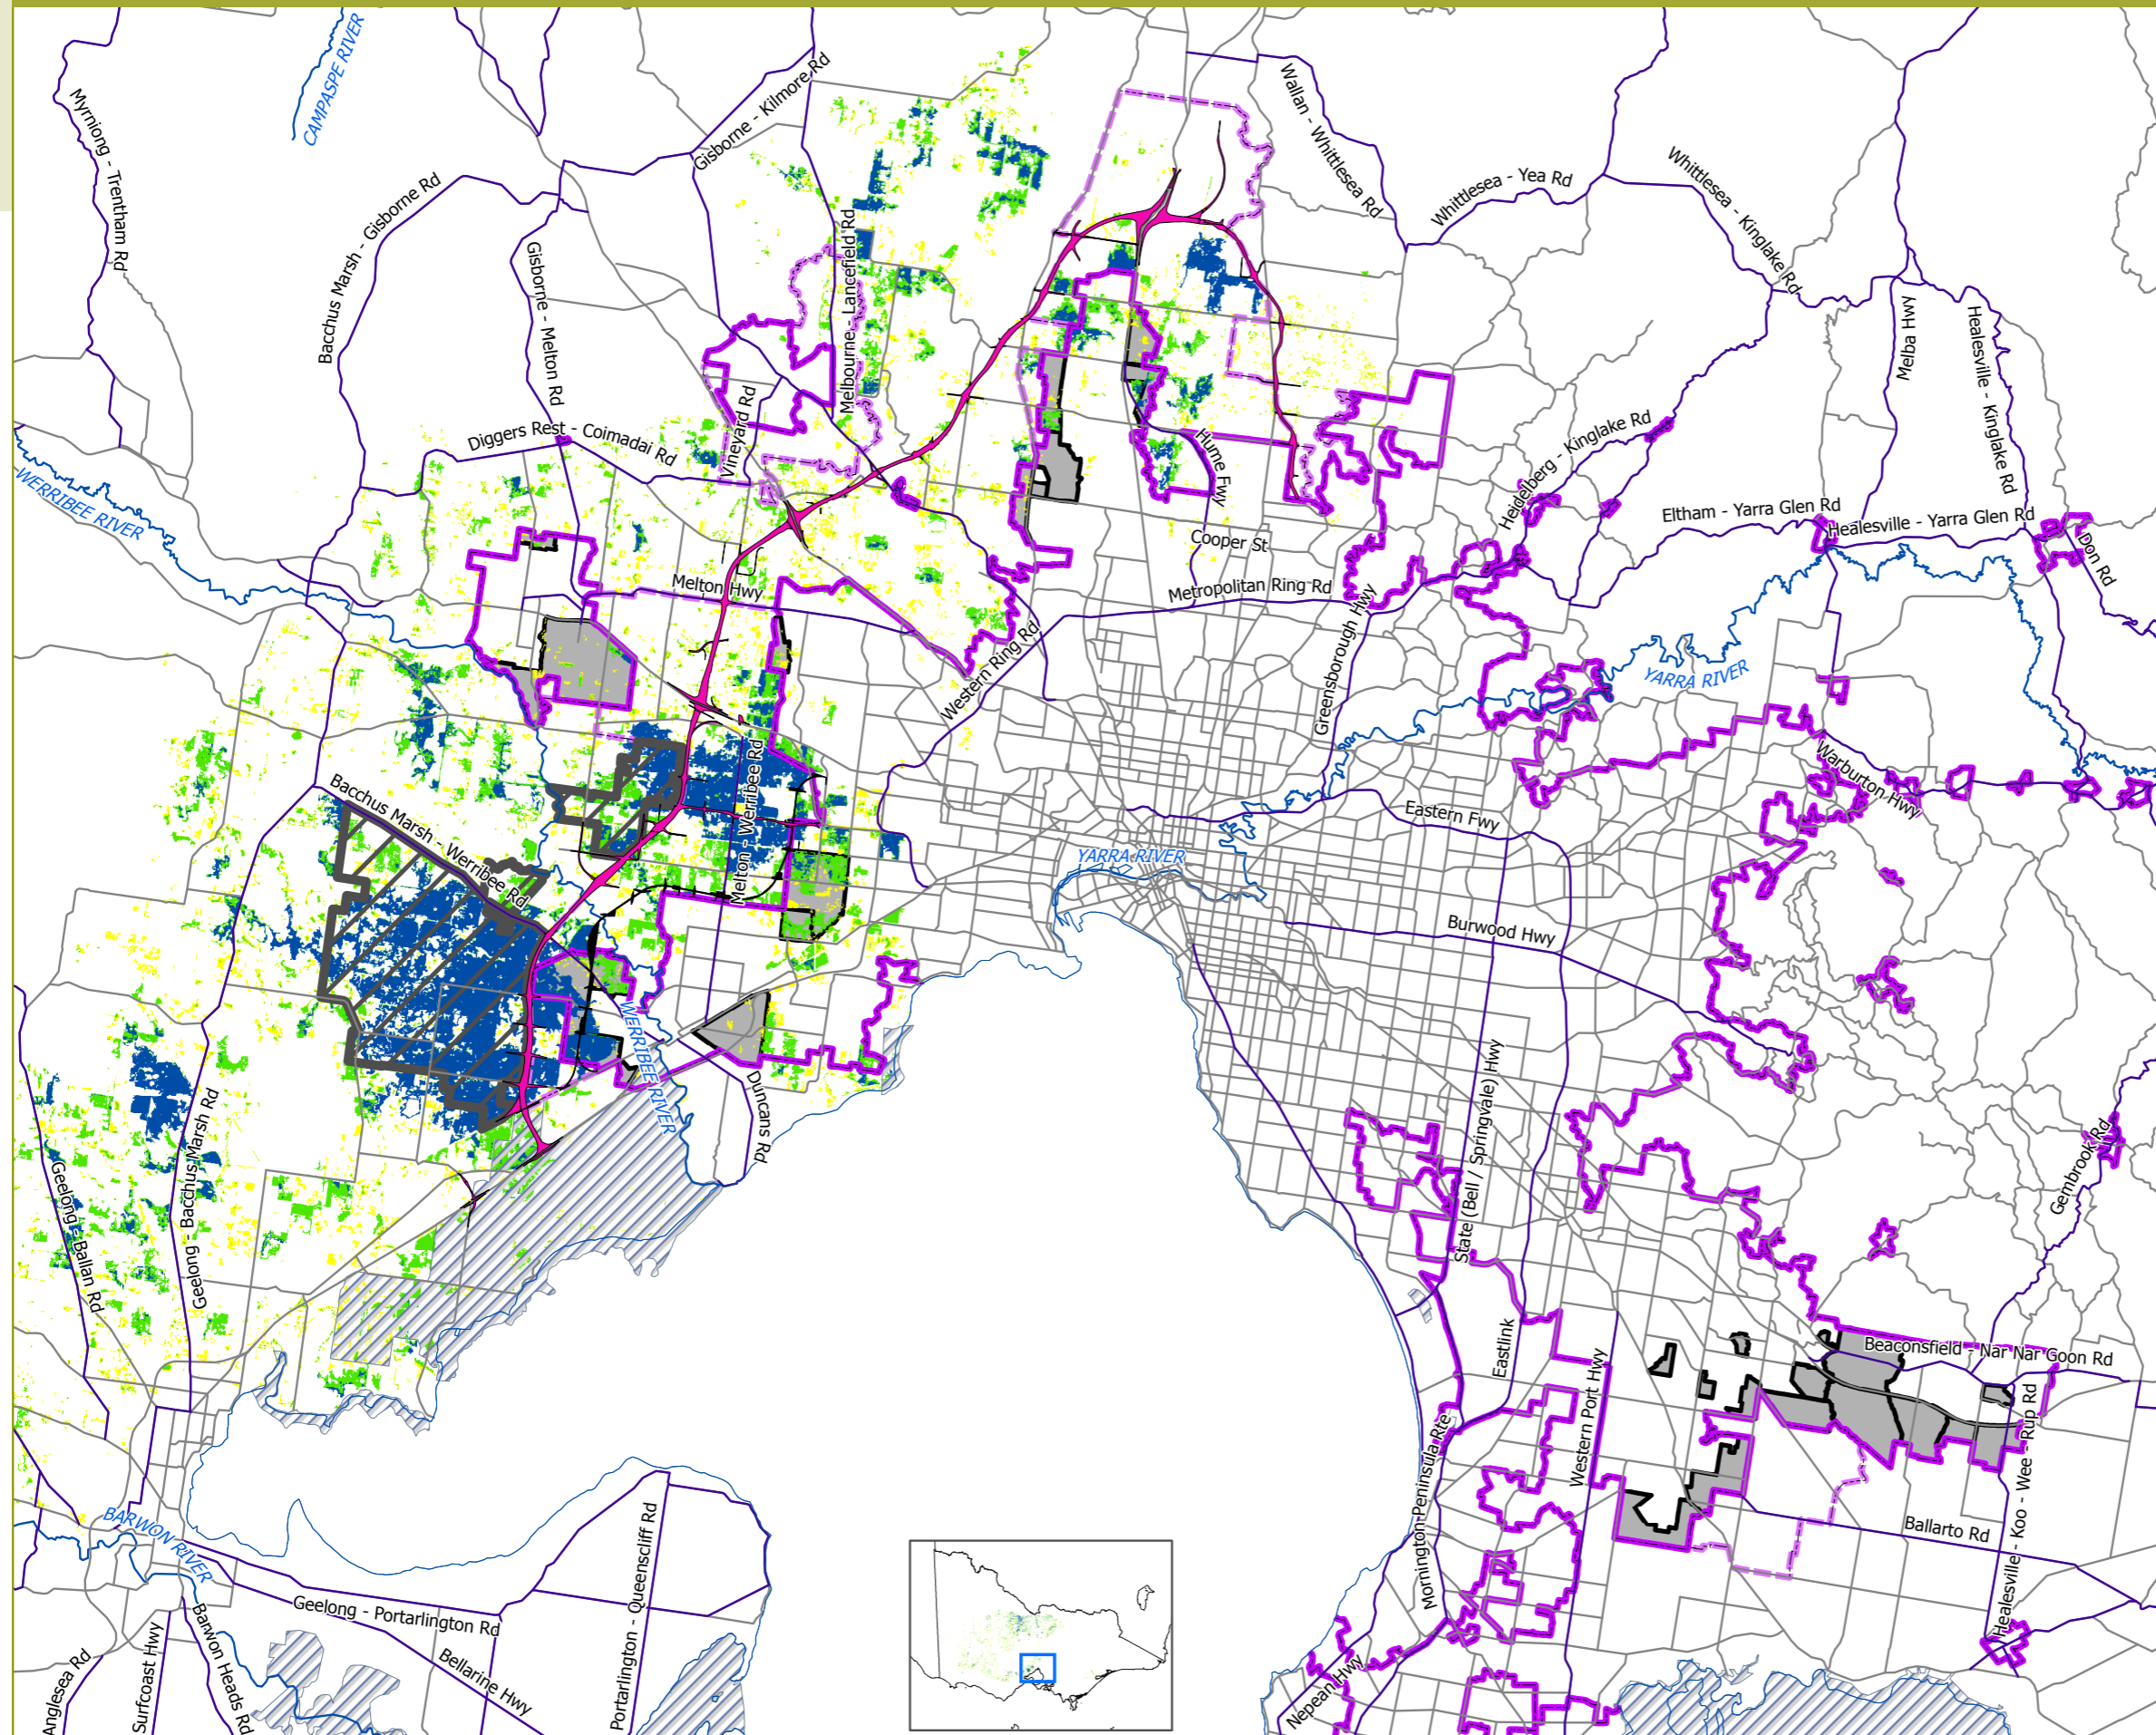 CAMPASPE RIVER
Myrniong - Trentham Rd
Gisborne - Kilmore Rd
Wallan - Whittlesea Rd
Whittlesea - Yea Rd
Whittlesea - Kinglake Rd
Bacchus Marsh - Gisborne Rd
Gisborne - Melton Rd
Melbourne - Lancefield Rd
Melba Hwy
Healesville - Kinglake Rd
Diggers Rest - Coimadai Rd
Vineyard Rd
Hume Fwy
Heidelberg - Kinglake Rd
WERRIBEE RIVER
Cooper St
Eltham - Yarra Glen Rd
Healesville - Yarra Glen Rd
Don Rd
Melton Hwy
Metropolitan Ring Rd
Western Ring Rd
Greensborough Hwy
YARRA RIVER
Melton - Werribee Rd
Bacchus Marsh - Werribee Rd
Warburton Hwy
Eastern Fwy
YARRA RIVER
Burwood Hwy
WERRIBEE RIVER
Duncans Rd
State (Bell / Springvale) Hwy
Geelong - Bacchus Marsh Rd
Geelong - Ballan Rd
Gembrook Rd
Beaconsfield - Nar Nar Goon Rd
Eastlink
Western Port Hwy
Mornington Peninsula Rte
Healesville - Koo - Wee - Rup Rd
Ballarto Rd
BARWON RIVER
Geelong - Portarlington Rd
Portarlington - Queenscliff Rd
Bellarine Hwy
Barwon Heads Rd
Surfcoast Hwy
Anglesea Rd
Nepean Hwy